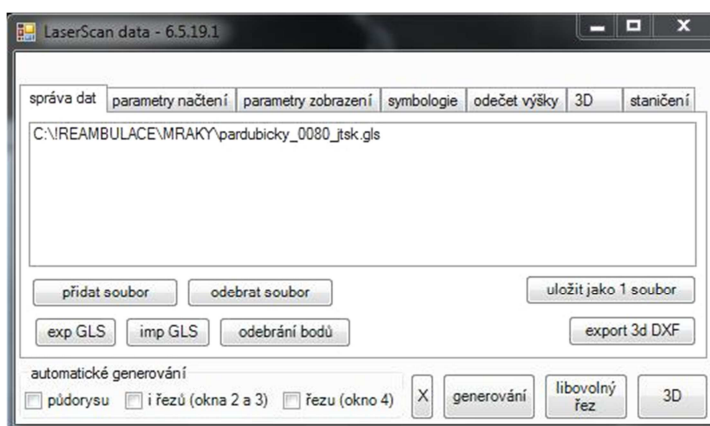 LaserScan data - 6.5.19.1
správa dat parametry načtení parametry zobrazení symbologie odečet výšky 3D staničení
C:\!REAMBULACE\MRAKY\pardubicky_0080_jtsk.gls
přidat soubor odebrat soubor uložit jako 1 soubor
exp GLS imp GLS odebrání bodů export 3d DXF
automatické generování
půdorysu i řezů (okna 2 a 3) řezu (okno 4) X generování libovolný řez 3D